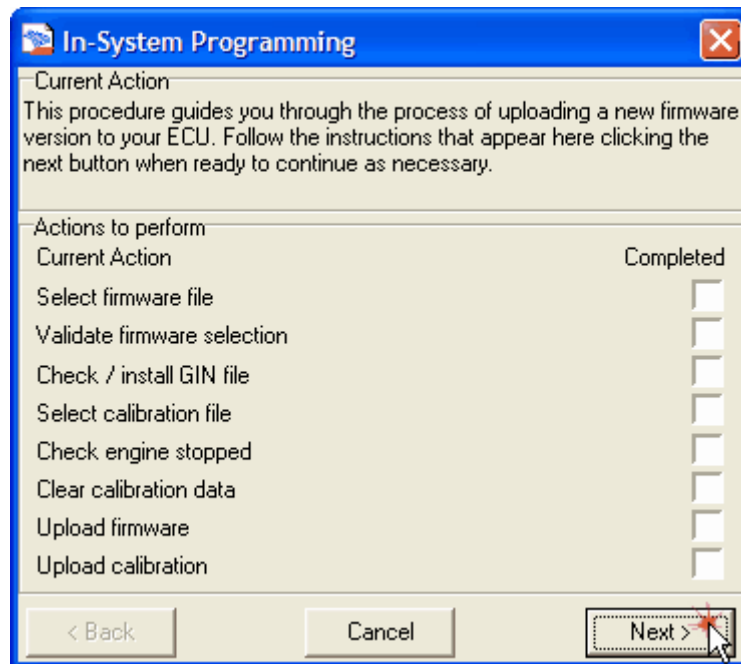 In-System Programming
Current Action
This procedure guides you through the process of uploading a new firmware
version to your ECU. Follow the instructions that appear here clicking the
next button when ready to continue as necessary.
Actions to perform
Current Action Completed
Select firmware file
Validate firmware selection
Check / install GIN file
Select calibration file
Check engine stopped
Clear calibration data
Upload firmware
Upload calibration
< Back Cancel Next >